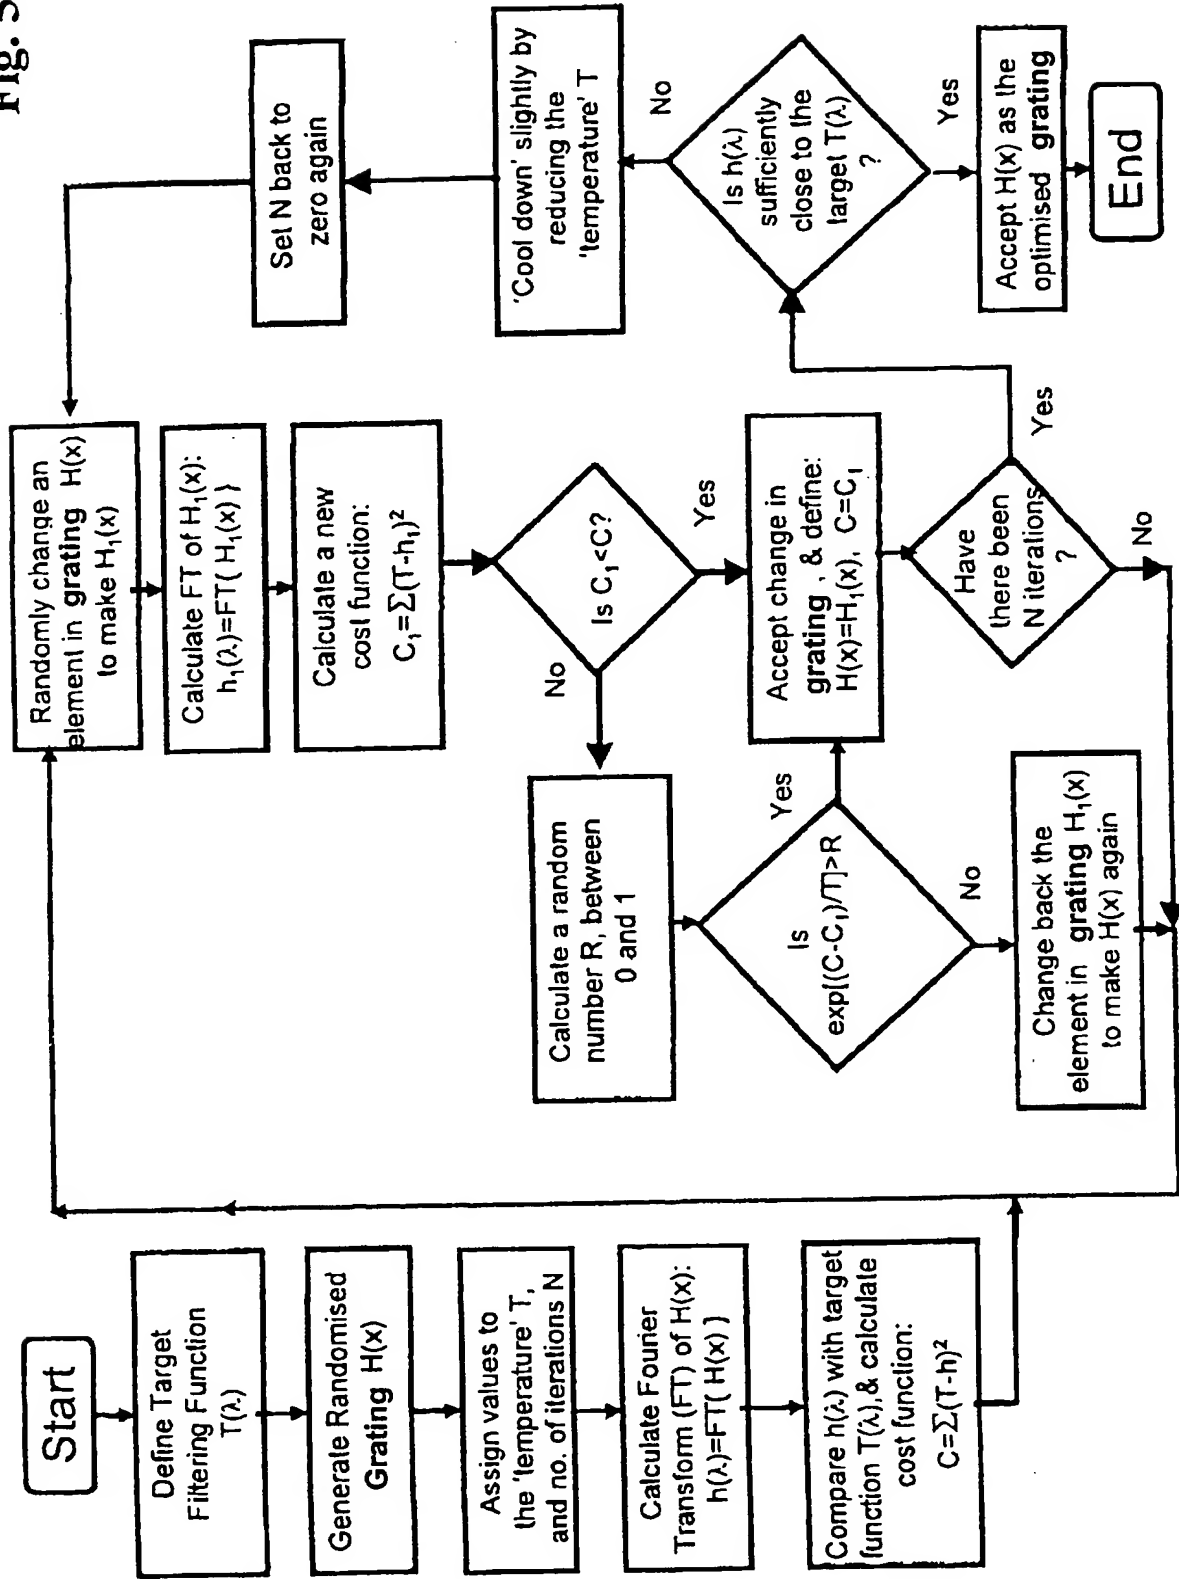 Fig. 5
Start
Define Target
Filtering Function
T(λ)
Generate Randomised
Grating H(x)
Assign values to
the 'temperature' T,
and no. of iterations N
Calculate Fourier
Transform (FT) of H(x):
h(λ)=FT{ H(x) }
Compare h(λ) with target
function T(λ),& calculate
cost function:
C=Σ(T-h)²
Randomly change an
element in grating H(x)
to make H₁(x)
Calculate FT of H₁(x):
h₁(λ)=FT{ H₁(x) }
Calculate a new
cost function:
C₁=Σ(T-h₁)²
Is C₁<C?
No
Yes
Calculate a random
number R, between
0 and 1
Is
exp[(C-C₁)/T]>R
Yes
No
Change back the
element in grating H₁(x)
to make H(x) again
Accept change in
grating , & define:
H(x)=H₁(x), C=C₁
Have
there been
N iterations
?
Yes
No
Is h(λ)
sufficiently
close to the
target T(λ)
?
No
Yes
'Cool down' slightly by
reducing the
'temperature' T
Set N back to
zero again
Accept H(x) as the
optimised grating
End